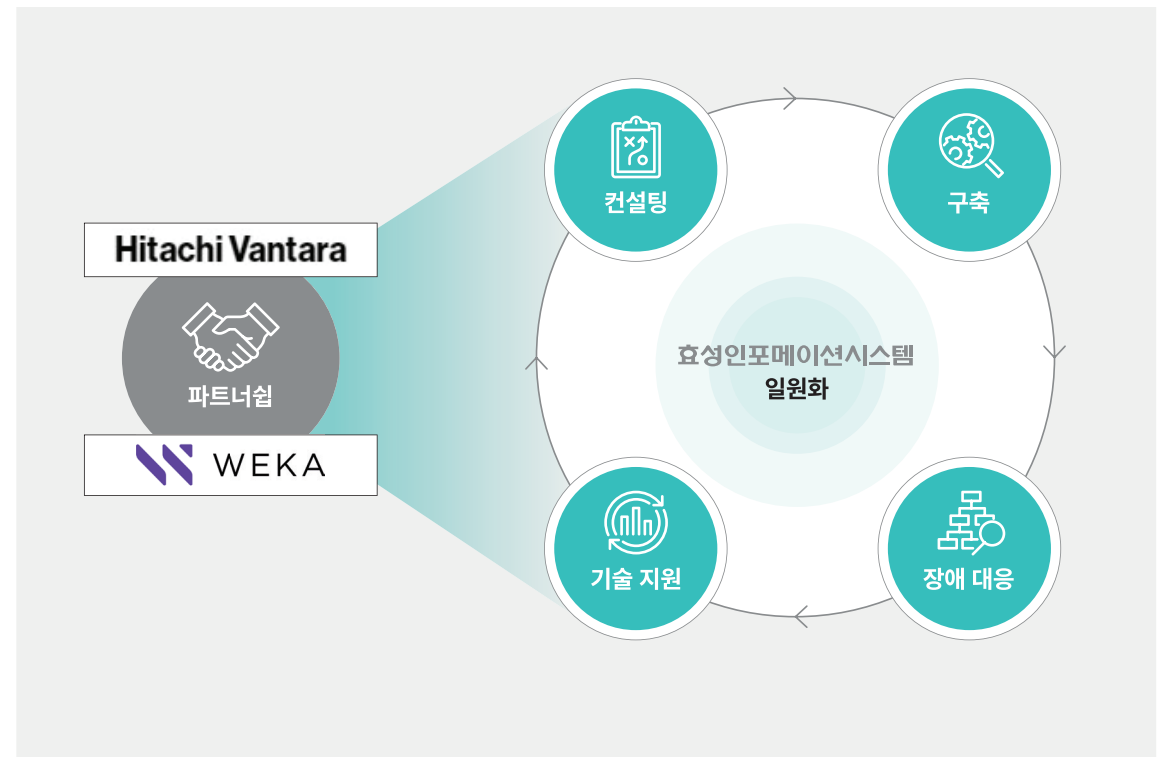 Hitachi Vantara
파트너쉽
WEKA
컨설팅
구축
효성인포메이션시스템
일원화
기술 지원
장애 대응